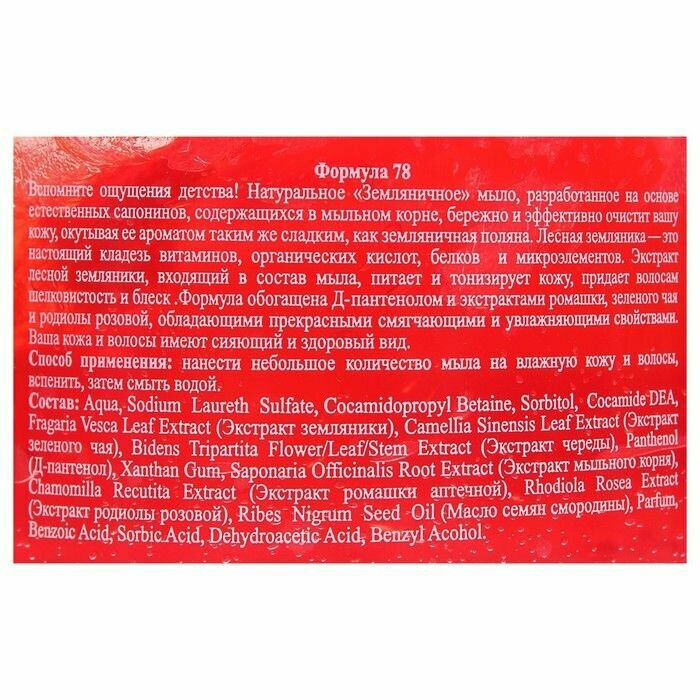 Формула 78
Вспомните ощущения детства! Натуральное «Земляничное» мыло, разработанное на основе
естественных сапонинов, содержащихся в мыльном корне, бережно и эффективно очистит вашу
кожу, окутывая ее ароматом таким же сладким, как земляничная поляна. Лесная земляника—это
настоящий кладезь витаминов, органических кислот, белков и микроэлементов. Экстракт
лесной земляники, входящий в состав мыла, питает и тонизирует кожу, придает волосам
шелковистость и блеск .Формула обогащена Д-пантенолом и экстрактами ромашки, зеленого чая
и родиолы розовой, обладающими прекрасными смягчающими и увлажняющими свойствами.
Ваша кожа и волосы имеют сияющий и здоровый вид.
Способ применения: нанести небольшое количество мыла на влажную кожу и волосы,
вспенить, затем смыть водой.
Состав: Aqua, Sodium Laureth Sulfate, Cocamidopropyl Betaine, Sorbitol, Cocamide DEA,
Fragaria Vesca Leaf Extract (Экстракт земляники), Camellia Sinensis Leaf Extract (Экстракт
зеленого чая), Bidens Tripartita Flower/Leaf/Stem Extract (Экстракт череды), Panthenol
(Д-пантенол), Xanthan Gum, Saponaria Officinalis Root Extract (Экстракт мыльного корня),
Chamomilla Recutita Extract (Экстракт ромашки аптечной), Rhodiola Rosea Extract
(Экстракт родиолы розовой), Ribes Nigrum Seed Oil (Масло семян смородины), Parfum,
Benzoic Acid, Sorbic Acid, Dehydroacetic Acid, Benzyl Acohol.